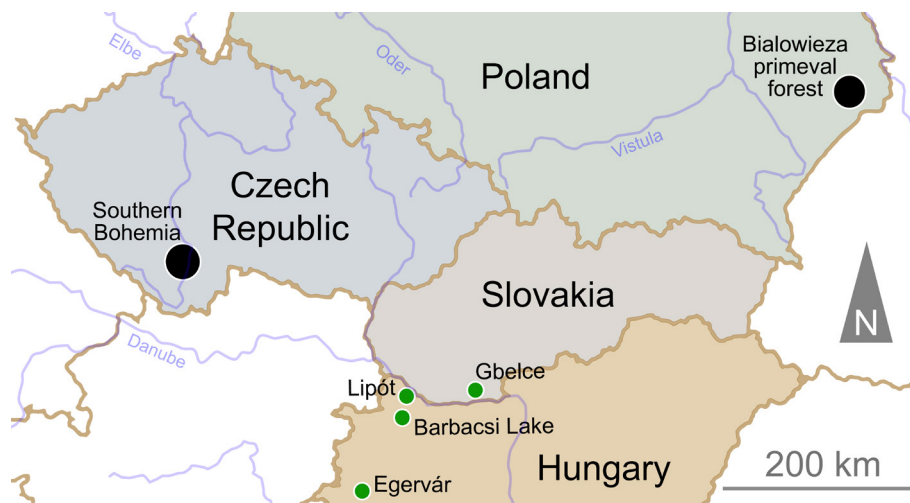 Elbe
Oder
Bialowieza
primeval
forest
Poland
Vistula
Czech
Republic
Southern
Bohemia
Slovakia
N
Danube
Gbelce
Lipót
Barbacsi Lake
Hungary
200 km
Egervár